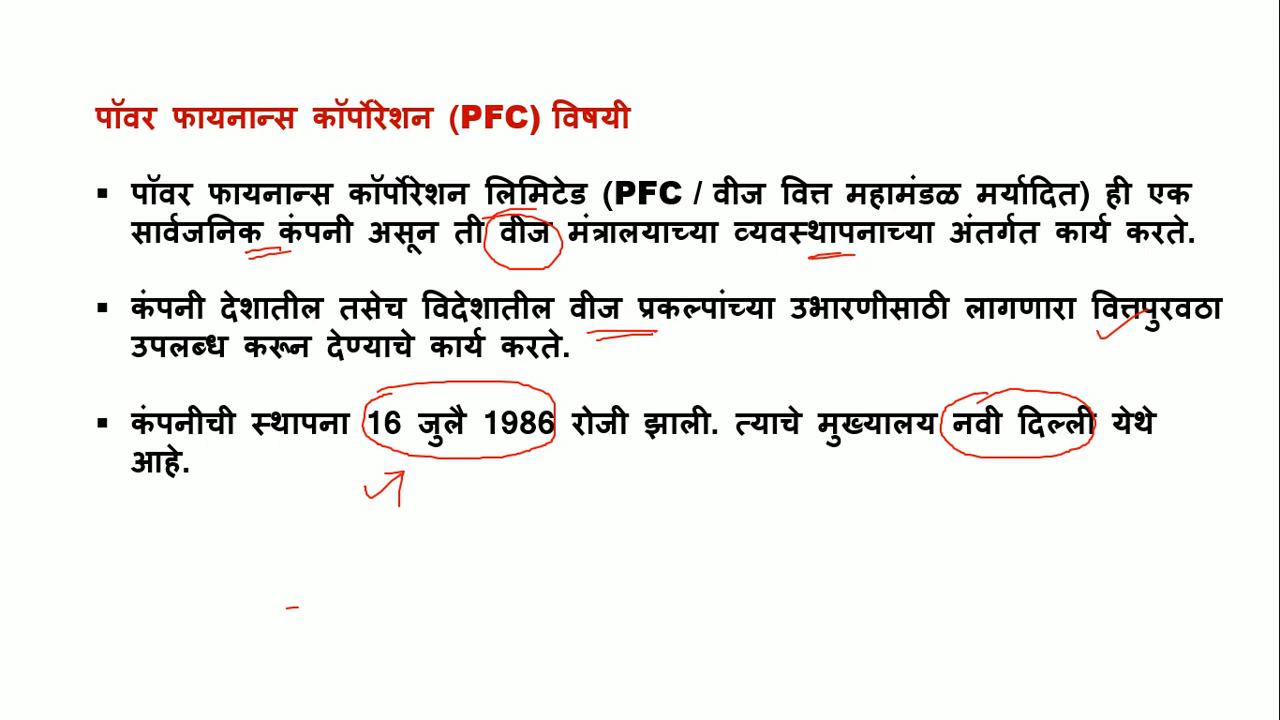 पॉवर फायनान्स कॉर्पोरेशन (PFC) विषयी
▪ पॉवर फायनान्स कॉर्पोरेशन लिमिटेड (PFC / वीज वित्त महामंडळ मर्यादित) ही एक
सार्वजनिक कंपनी असून ती वीज मंत्रालयाच्या व्यवस्थापनाच्या अंतर्गत कार्य करते.
▪ कंपनी देशातील तसेच विदेशातील वीज प्रकल्पांच्या उभारणीसाठी लागणारा वित्तपुरवठा
उपलब्ध करून देण्याचे कार्य करते.
▪ कंपनीची स्थापना 16 जुलै 1986 रोजी झाली. त्याचे मुख्यालय नवी दिल्ली येथे
आहे.